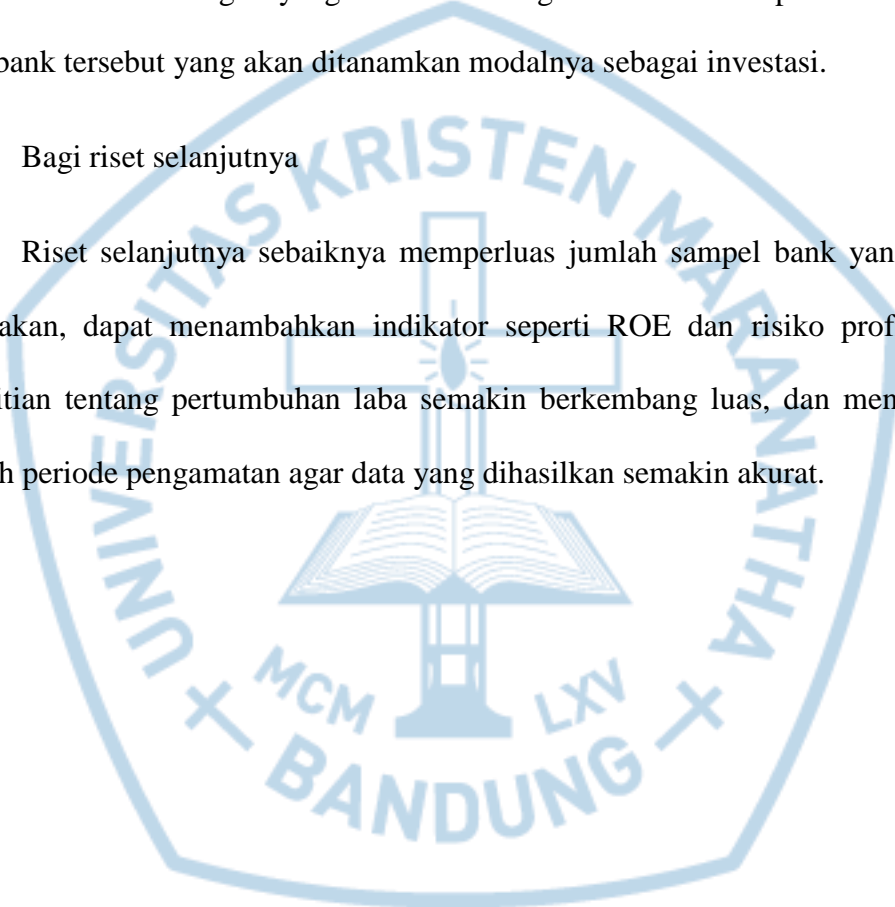 bank tersebut yang akan ditanamkan modalnya sebagai investasi.
Bagi riset selanjutnya
Riset selanjutnya sebaiknya memperluas jumlah sampel bank yan
akan, dapat menambahkan indikator seperti ROE dan risiko prof
itian tentang pertumbuhan laba semakin berkembang luas, dan men
h periode pengamatan agar data yang dihasilkan semakin akurat.
UNIVERSITAS KRISTEN MARANATHA
MCM LXV
BANDUNG